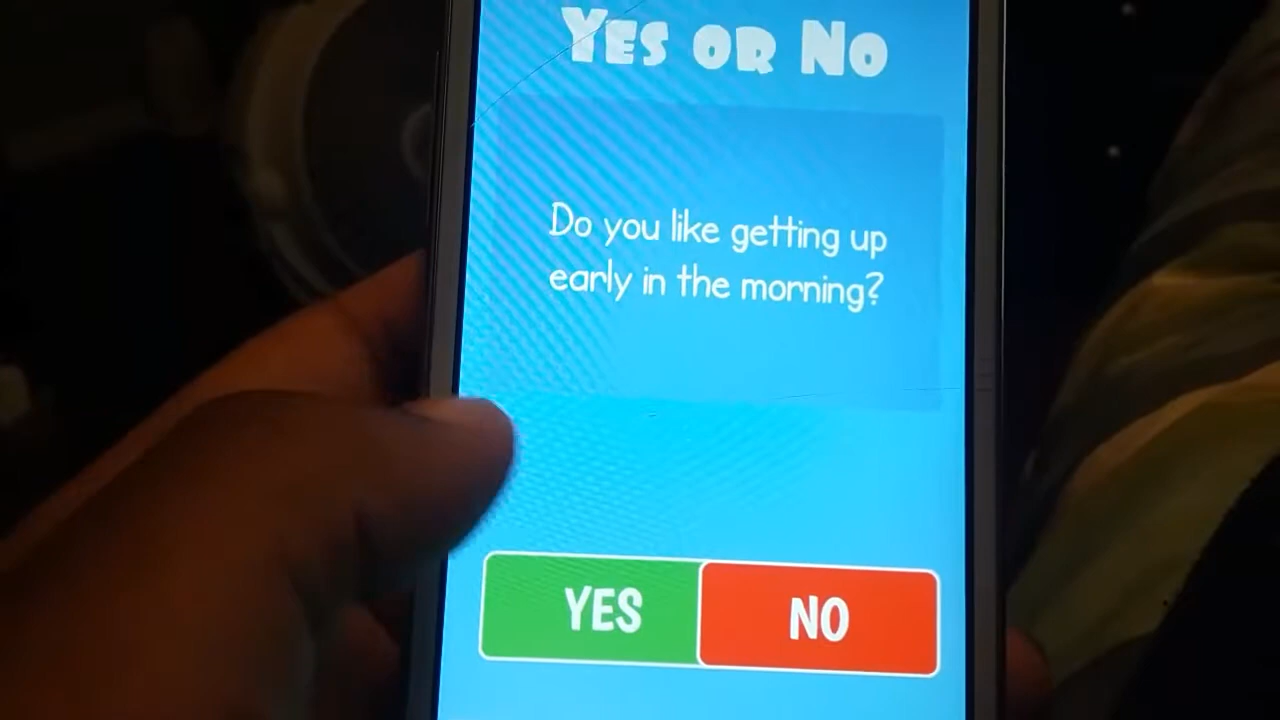 Yes or No
Do you like getting up
early in the morning?
YES
NO